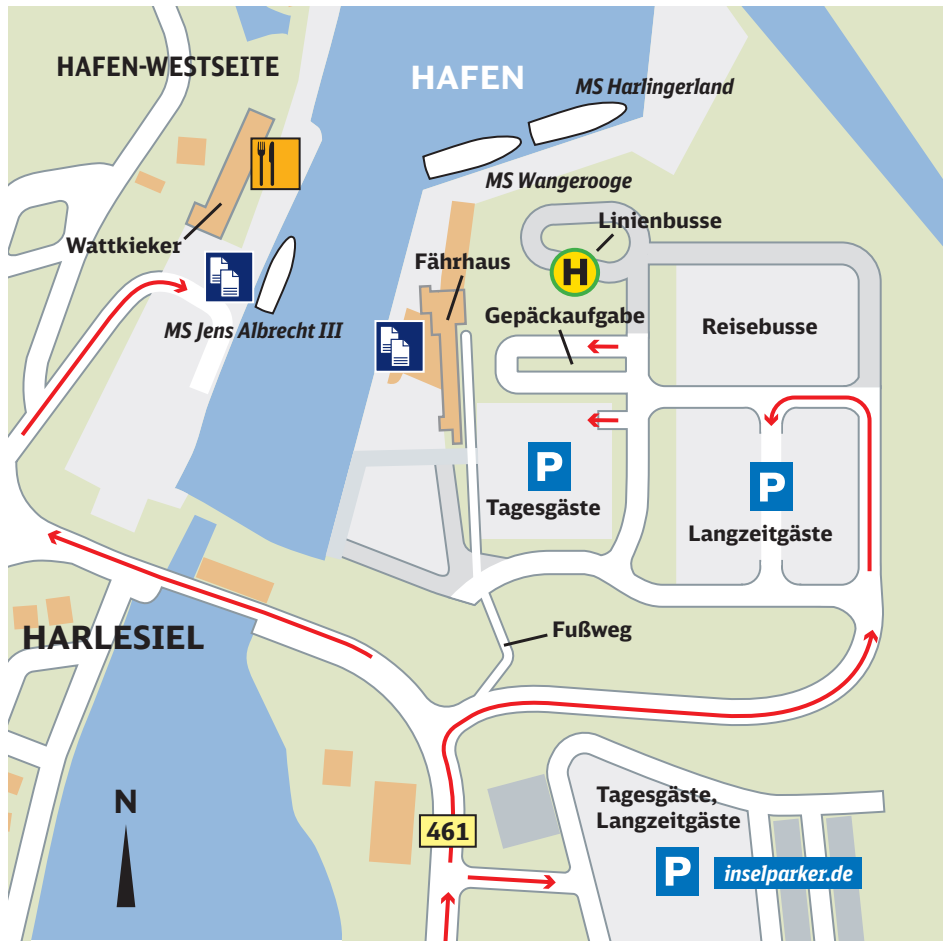 HAFEN-WESTSEITE
HAFEN
MS Harlingerland
MS Wangerooge
Linienbusse
Wattkieker
Fährhaus
H
Gepäckaufgabe
MS Jens Albrecht III
Reisebusse
P
Tagesgäste
P
Langzeitgäste
HARLESIEL
Fußweg
N
461
Tagesgäste,
Langzeitgäste
P
inselparker.de